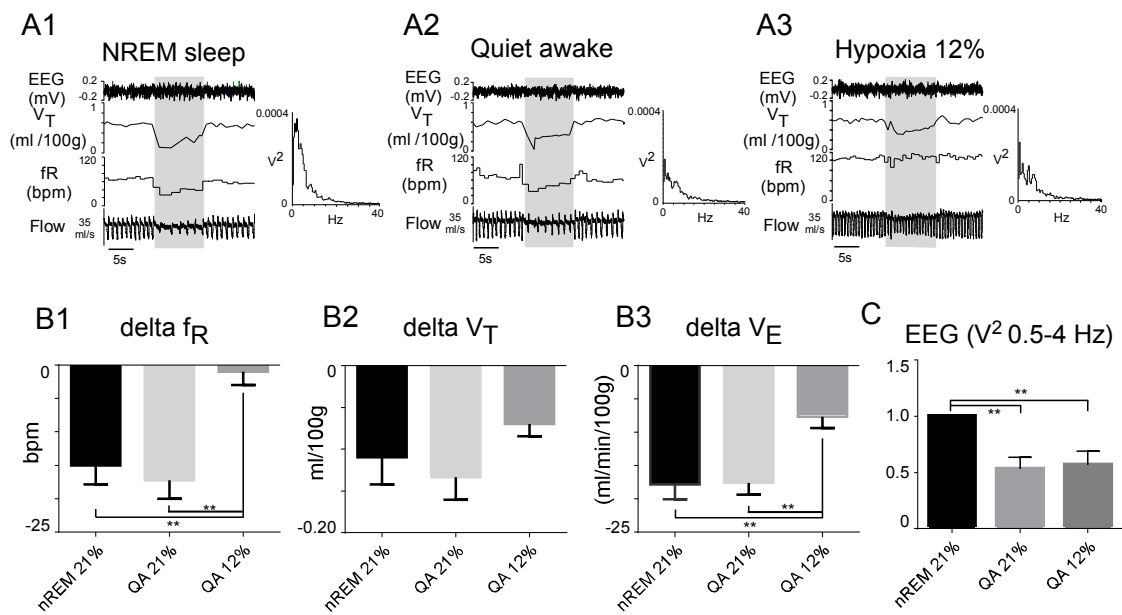 A1
NREM sleep
EEG
(mV)
0.2
-0.2
VT
(ml /100g)
1
0
fR
(bpm)
120
0
Flow
35
ml/s
5s
0.0004
V2
0
0
Hz
40
A2
Quiet awake
EEG
(mV)
0.2
-0.2
VT
(ml /100g)
1
0
fR
(bpm)
120
0
Flow
35
ml/s
5s
0.0004
V2
0
0
Hz
40
A3
Hypoxia 12%
EEG
(mV)
0.2
-0.2
VT
(ml /100g)
1
0
fR
(bpm)
120
0
Flow
35
ml/s
5s
0.0004
V2
0
0
Hz
40
B1
delta fR
0
bpm
-25
**
**
nREM 21%
QA 21%
QA 12%
B2
delta VT
0
ml/100g
-0.20
nREM 21%
QA 21%
QA 12%
B3
delta VE
0
(ml/min/100g)
-25
**
**
nREM 21%
QA 21%
QA 12%
C
EEG (V2 0.5-4 Hz)
1.5
1.0
0.5
0
**
**
nREM 21%
QA 21%
QA 12%